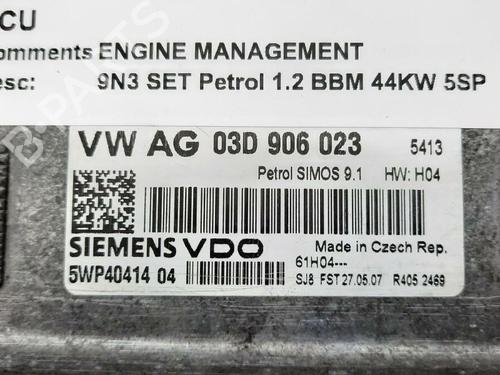 CU
omments ENGINE MANAGEMENT
esc: 9N3 SET Petrol 1.2 BBM 44KW 5SP
VW AG 03D 906 023 5413
Petrol SIMOS 9.1 HW: H04
SIEMENS VDO Made in Czech Rep.
5WP40414 04 61H04---
SJ8 FST 27.05.07 R405 2469